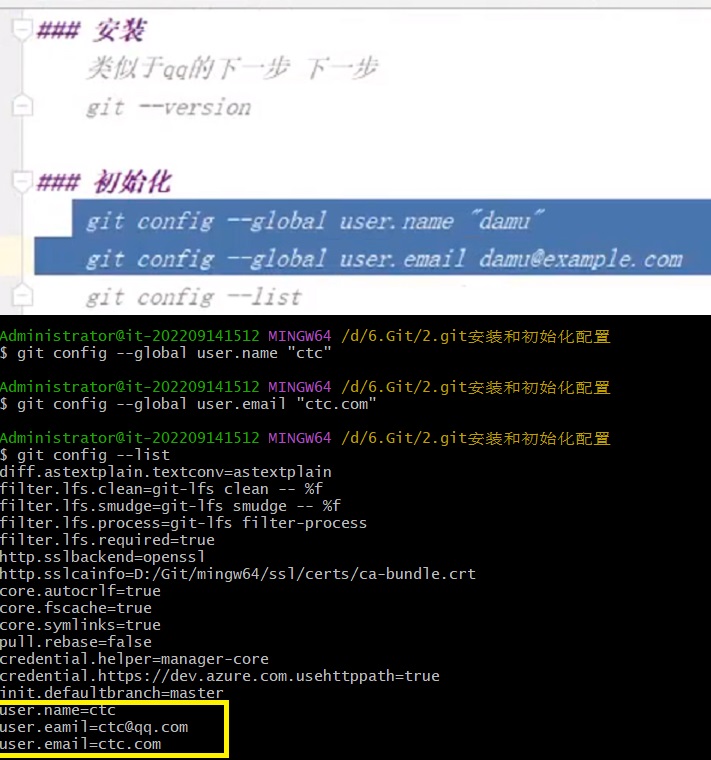 ### 安装
类似于qq的下一步 下一步
git --version
### 初始化
git config --global user.name "damu"
git config --global user.email damu@example.com
git config --list
Administrator@it-202209141512 MINGW64 /d/6.Git/2.git安装和初始化配置
$ git config --global user.name "ctc"
Administrator@it-202209141512 MINGW64 /d/6.Git/2.git安装和初始化配置
$ git config --global user.email "ctc.com"
Administrator@it-202209141512 MINGW64 /d/6.Git/2.git安装和初始化配置
$ git config --list
diff.astextplain.textconv=astextplain
filter.lfs.clean=git-lfs clean -- %f
filter.lfs.smudge=git-lfs smudge -- %f
filter.lfs.process=git-lfs filter-process
filter.lfs.required=true
http.sslbackend=openssl
http.sslcainfo=D:/Git/mingw64/ssl/certs/ca-bundle.crt
core.autocrlf=true
core.fscache=true
core.symlinks=true
pull.rebase=false
credential.helper=manager-core
credential.https://dev.azure.com.usehttppath=true
init.defaultbranch=master
user.name=ctc
user.eamil=ctc@qq.com
user.email=ctc.com